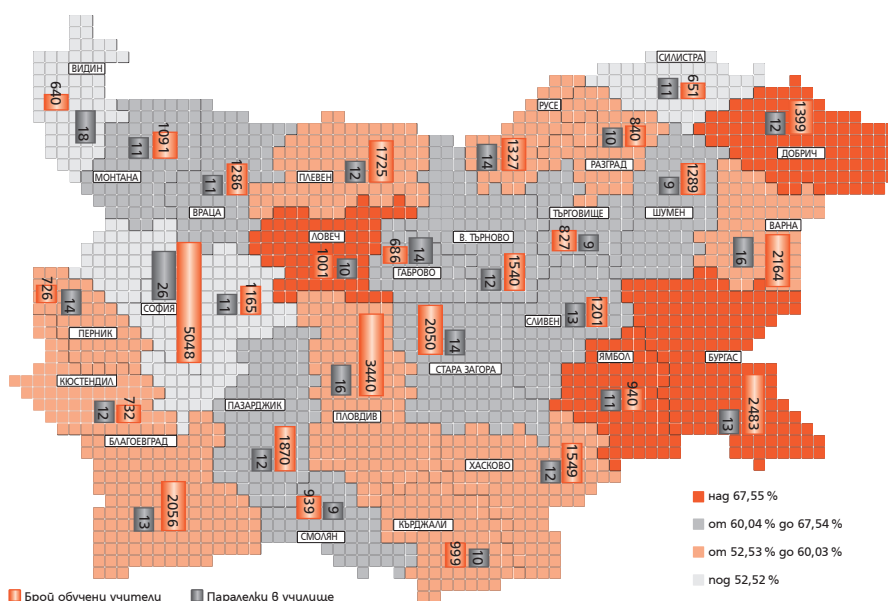 СИЛИСТРА
ВИДИН
640
18
11
651
РУСЕ
1399
12
ДОБРИЧ
1091
11
МОНТАНА
1286
11
ВРАЦА
1725
12
ПЛЕВЕН
1327
14
840
10
РАЗГРАД
1289
9
ШУМЕН
ТЪРГОВИЩЕ
827
9
ВАРНА
16
2164
ЛОВЕЧ
1001
10
686
14
ГАБРОВО
В. ТЪРНОВО
1540
12
726
14
ПЕРНИК
26
СОФИЯ
5048
11
1165
3440
16
ПЛОВДИВ
2050
14
СТАРА ЗАГОРА
СЛИВЕН
13
1201
ЯМБОЛ
940
11
БУРГАС
2483
13
КЮСТЕНДИЛ
12
732
БЛАГОЕВГРАД
2056
13
ПАЗАРДЖИК
1870
12
939
9
СМОЛЯН
ХАСКОВО
1549
12
КЪРДЖАЛИ
999
10
над 67,55 %
от 60,04 % до 67,54 %
от 52,53 % до 60,03 %
под 52,52 %
Брой обучени учители
Паралелки в училище